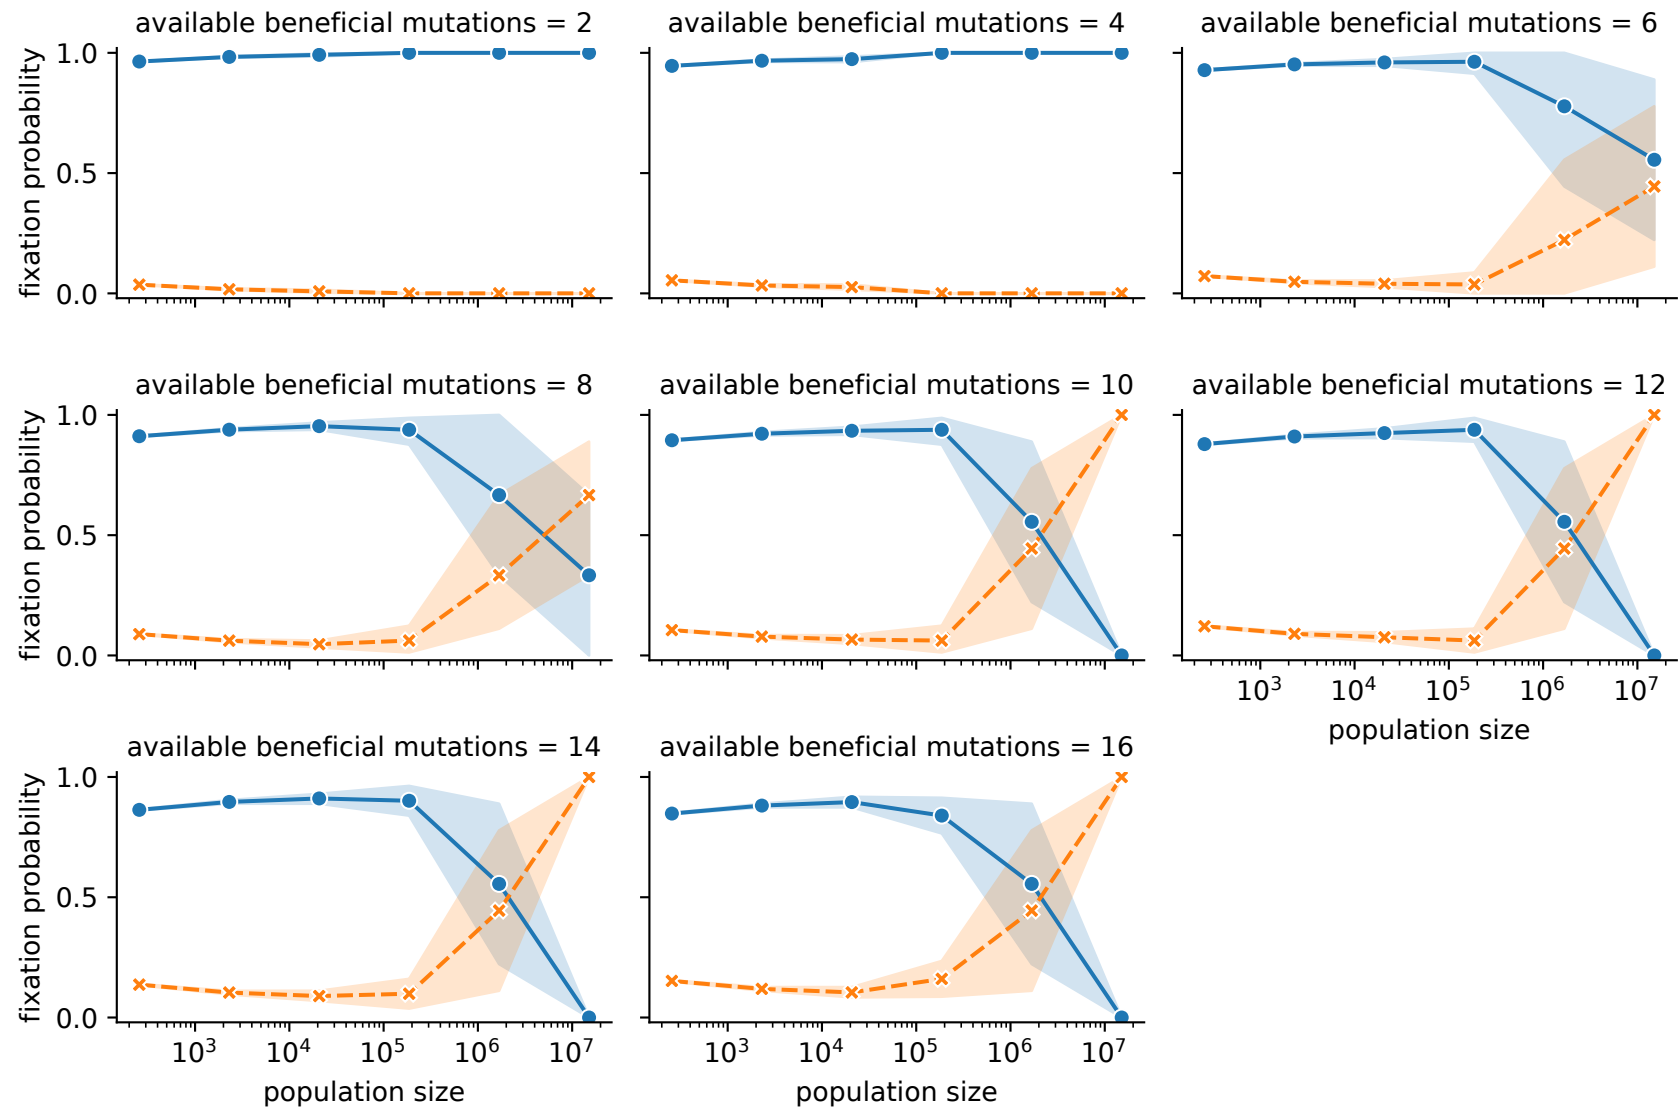 available beneficial mutations = 2
available beneficial mutations = 4
available beneficial mutations = 6
fixation probability
1.0
0.5
0.0
available beneficial mutations = 8
available beneficial mutations = 10
available beneficial mutations = 12
fixation probability
1.0
0.5
0.0
10³ 10⁴ 10⁵ 10⁶ 10⁷
population size
available beneficial mutations = 14
available beneficial mutations = 16
fixation probability
1.0
0.5
0.0
10³ 10⁴ 10⁵ 10⁶ 10⁷
10³ 10⁴ 10⁵ 10⁶ 10⁷
population size
population size